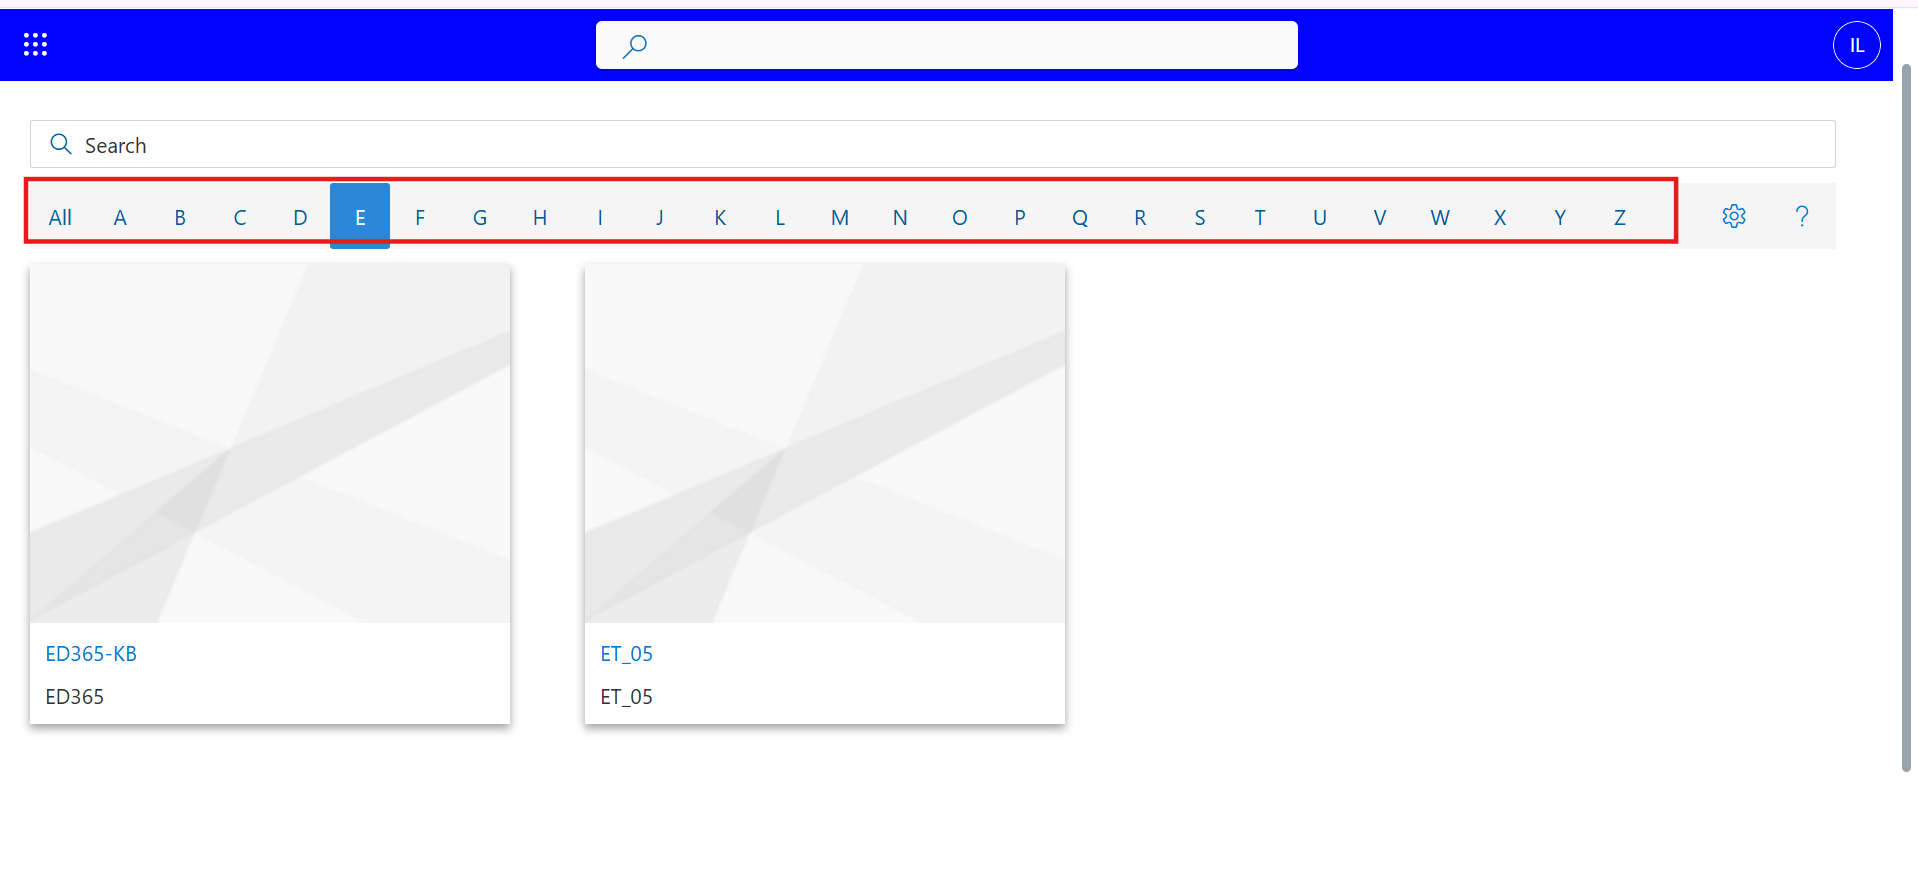 IL
Search
All A B C D E F G H I J K L M N O P Q R S T U V W X Y Z ?
ED365-KB
ED365
ET_05
ET_05